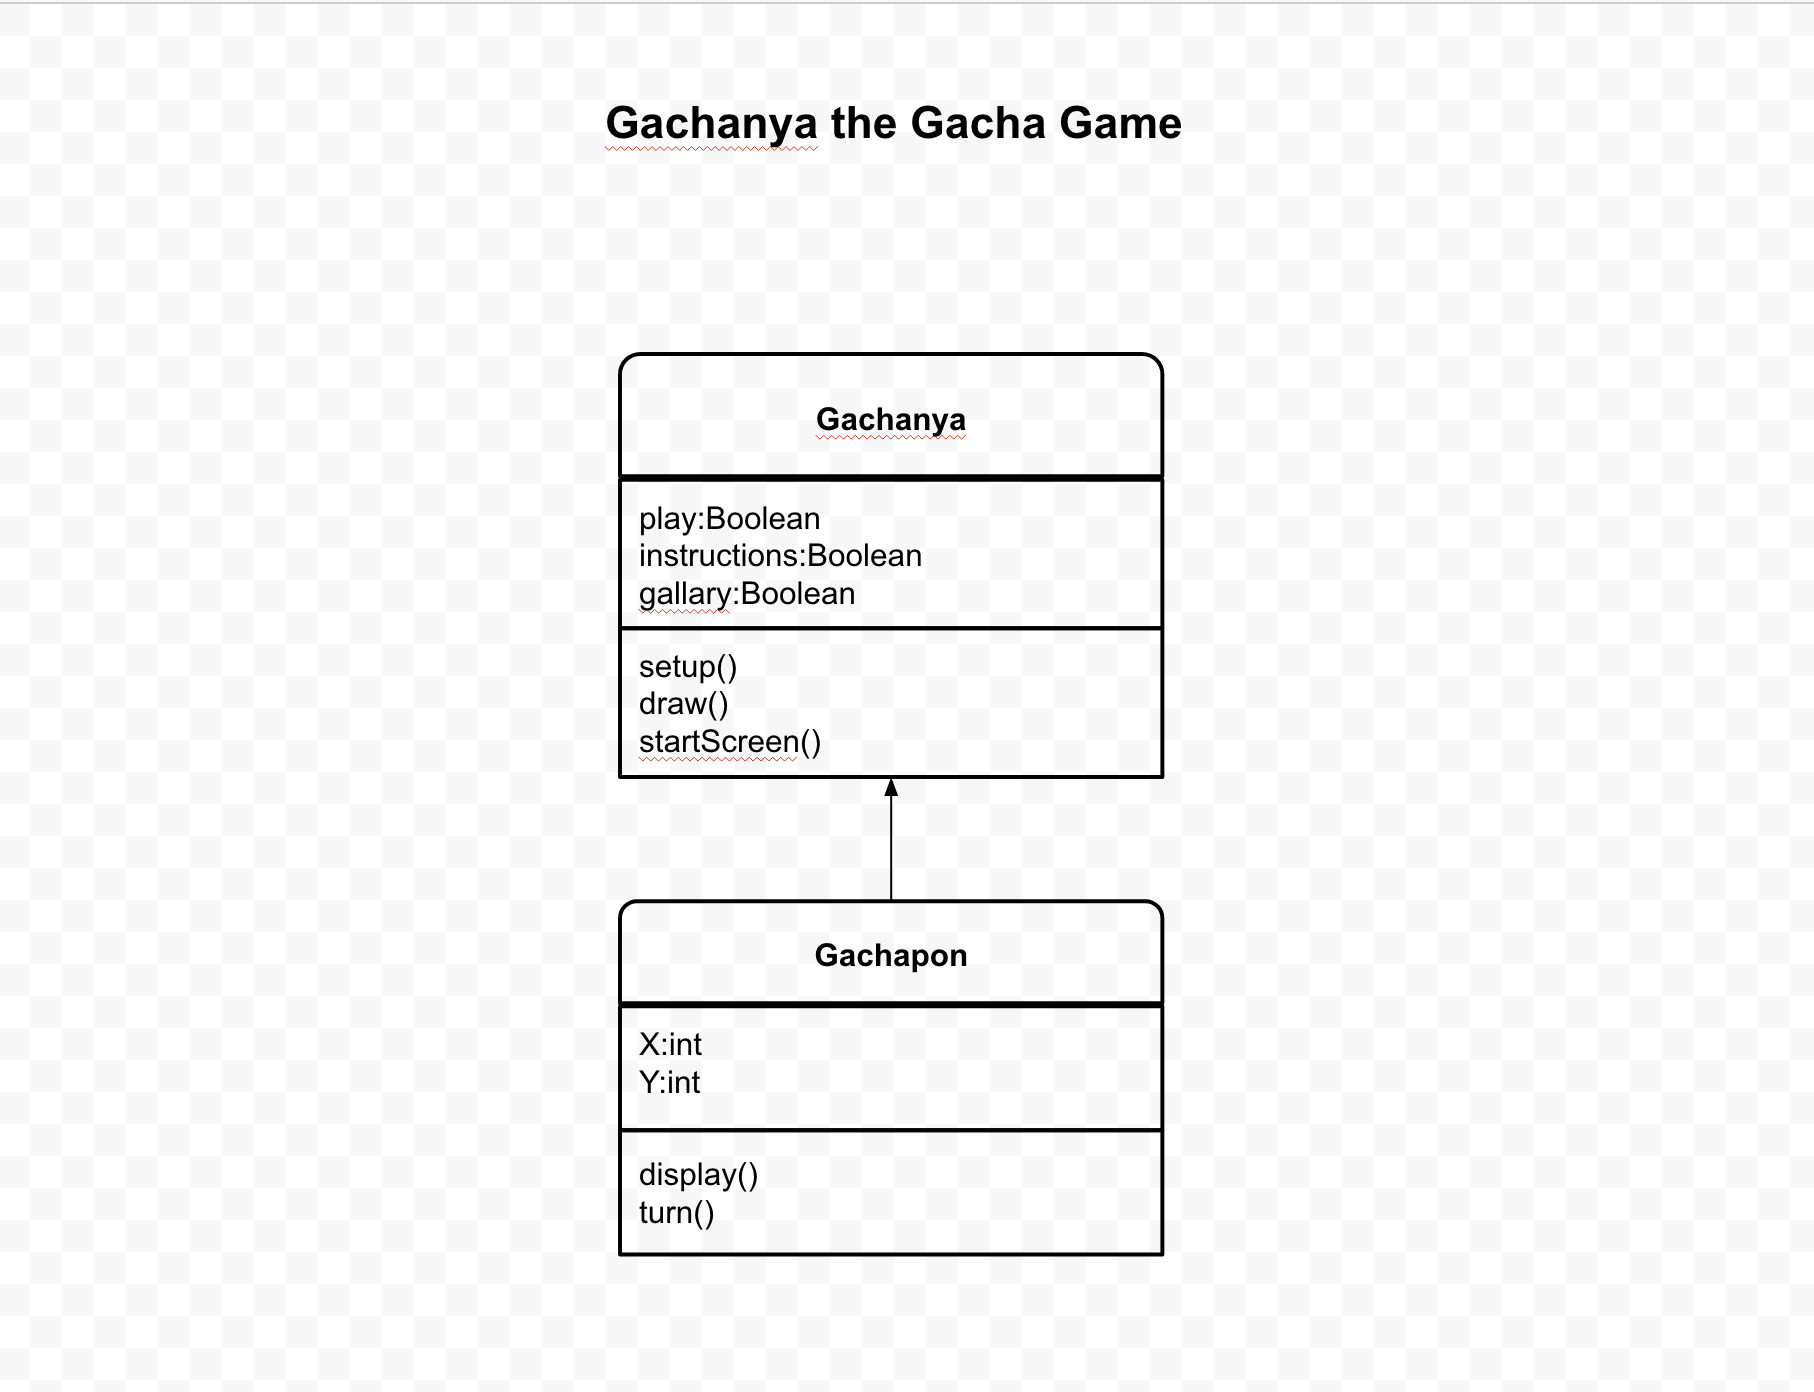 Gachanya the Gacha Game
Gachanya
play:Boolean
instructions:Boolean
gallary:Boolean
setup()
draw()
startScreen()
Gachapon
X:int
Y:int
display()
turn()